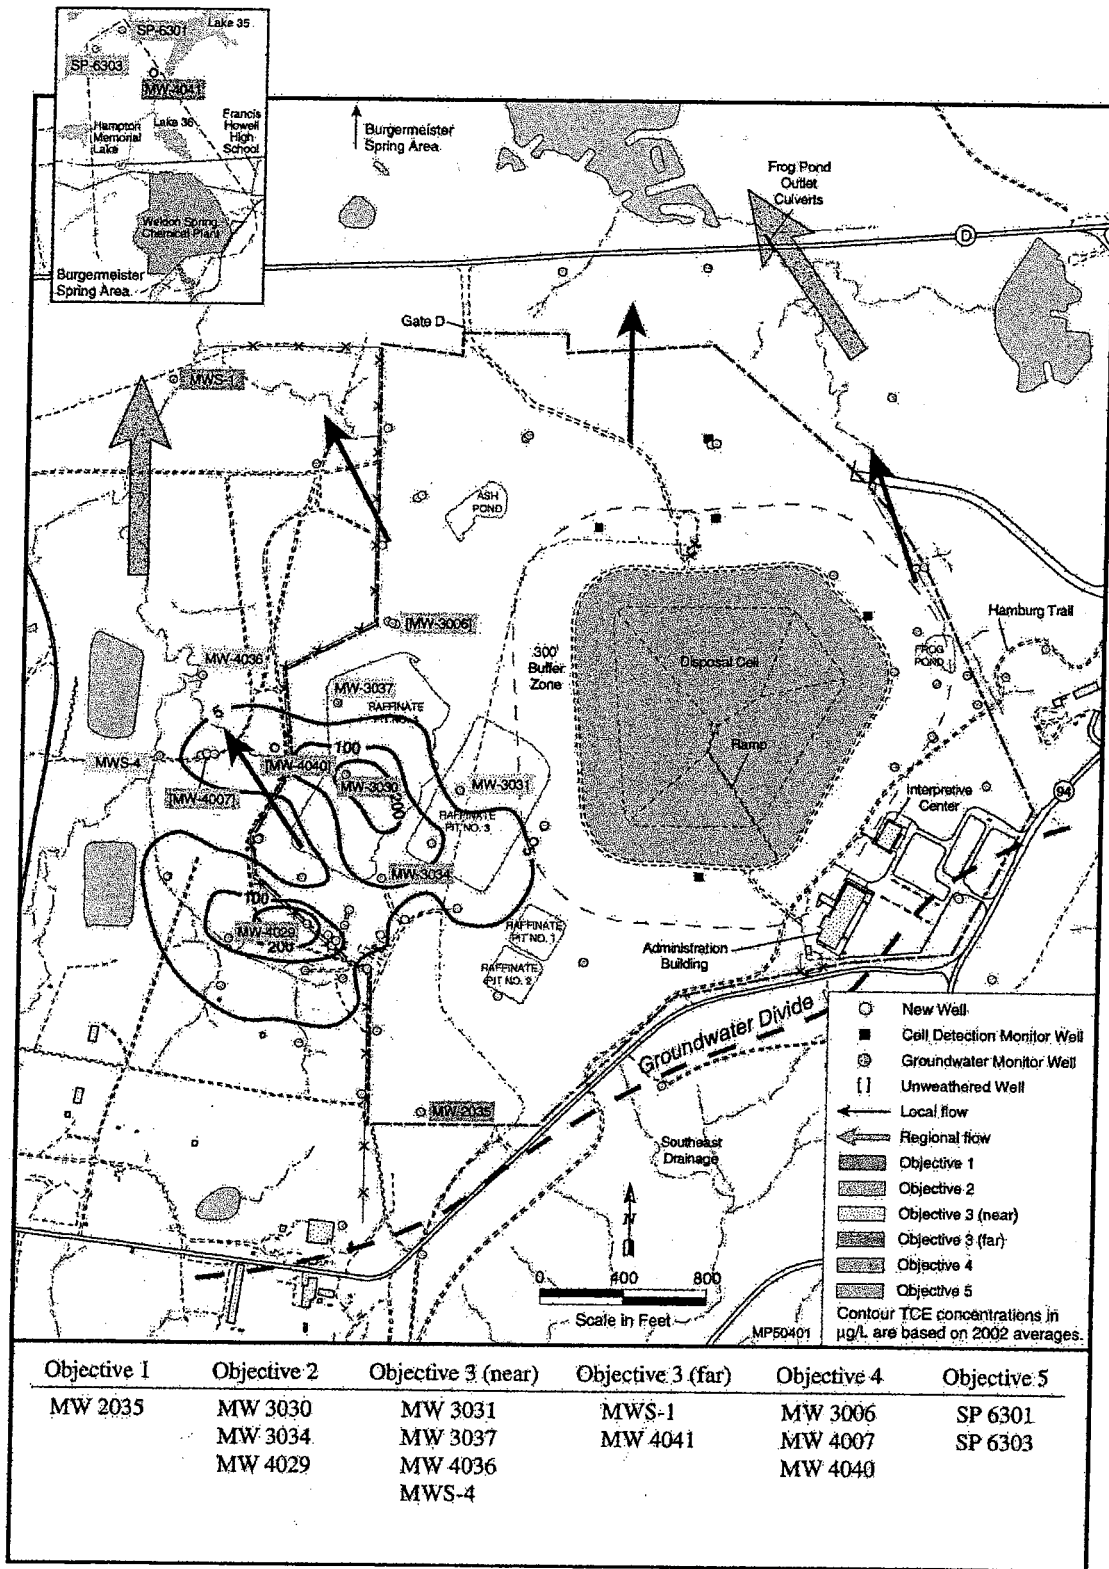 SP-6301
Lake 35
SP-6303
MW-4041
Hampton
Memorial
Lake
Lake 36
Francis
Howell
High
School
Weldon Spring
Chemical Plant
Burgermeister
Spring Area
Burgermeister
Spring Area
Frog Pond
Outlet
Culverts
D
Gate D
MWS-1
ASH
POND
[MW-3006]
Hamburg Trail
FROG
POND
MW-4036
300'
Buffer
Zone
Disposal Cell
MW-3037
RAFFINATE
5
100
Ramp
MWS-4
[MW-4040]
MW-3030
MW-3031
200
[MW-4007]
Interpretive
Center
94
RAFFINATE
PIT NO. 3
MW-3034
100
MW-4029
200
RAFFINATE
PIT NO. 1
RAFFINATE
PIT NO. 2
Administration
Building
Groundwater Divide
MW-2035
Southeast
Drainage
N
0 400 800
Scale in Feet
MP50401
New Well
Cell Detection Monitor Well
Groundwater Monitor Well
[ ] Unweathered Well
Local flow
Regional flow
Objective 1
Objective 2
Objective 3 (near)
Objective 3 (far)
Objective 4
Objective 5
Contour TCE concentrations in
µg/L are based on 2002 averages.
Objective 1 Objective 2 Objective 3 (near) Objective 3 (far) Objective 4 Objective 5
MW 2035 MW 3030 MW 3031 MWS-1 MW 3006 SP 6301
MW 3034 MW 3037 MW 4041 MW 4007 SP 6303
MW 4029 MW 4036 MW 4040
MWS-4